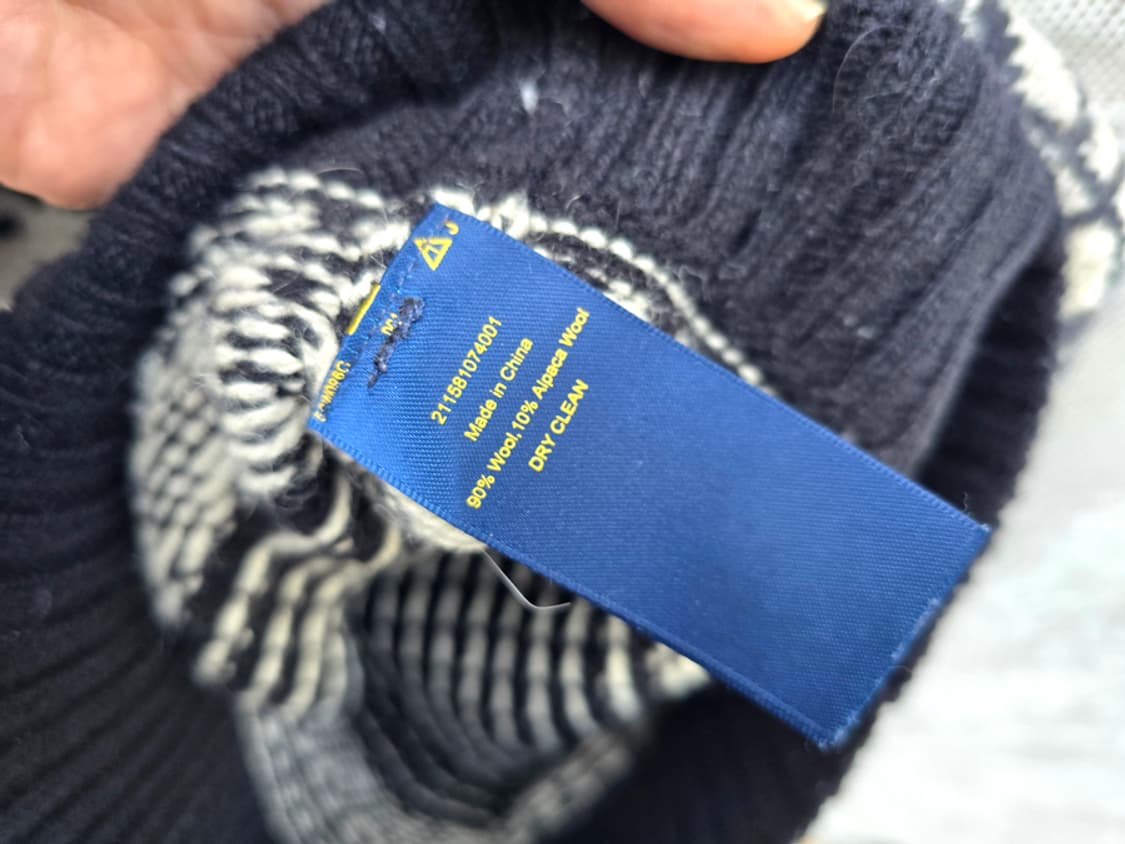 211581074001
Made in China
90% Wool, 10% Alpaca Wool
DRY CLEAN